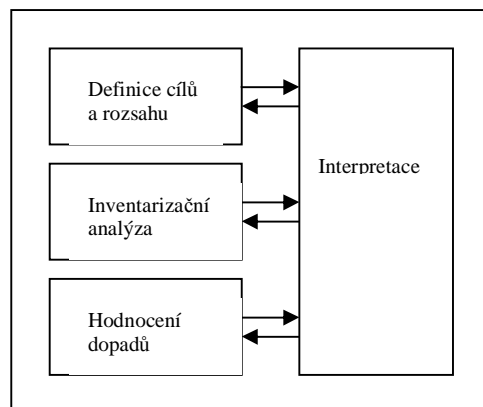 Definice cílů
a rozsahu
Interpretace
Inventarizační
analýza
Hodnocení
dopadů